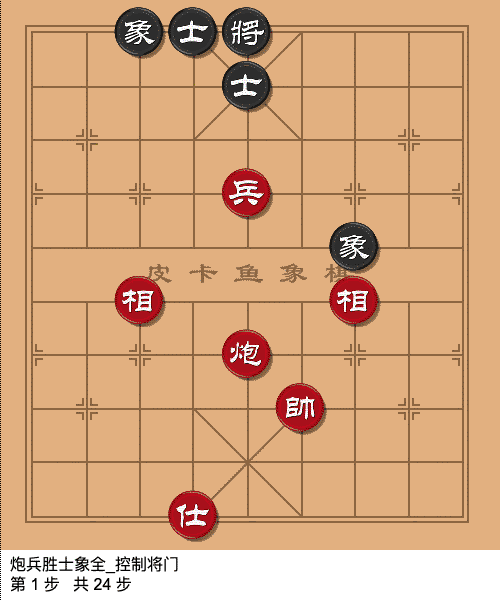 象士將
士
兵
象
皮卡鱼象棋
相 相
炮
帥
仕
炮兵胜士象全_控制将门
第 1 步 共 24 步